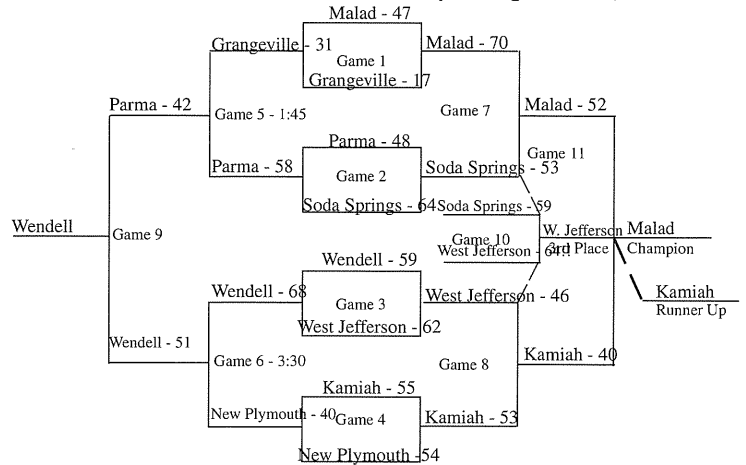 Malad - 47
Grangeville - 31
Game 1
Malad - 70
Grangeville - 17
Parma - 42
Game 5 - 1:45
Game 7
Malad - 52
Parma - 48
Game 11
Parma - 58
Game 2
Soda Springs - 53
Soda Springs - 64
Soda Springs - 59
Wendell
Game 9
Game 10
W. Jefferson
Malad
West Jefferson - 64!!
3rd Place
Champion
Wendell - 59
Wendell - 68
Game 3
West Jefferson - 46
Kamiah
Runner Up
West Jefferson - 62
Wendell - 51
Game 6 - 3:30
Game 8
Kamiah - 40
Kamiah - 55
New Plymouth - 40
Game 4
Kamiah - 53
New Plymouth - 54